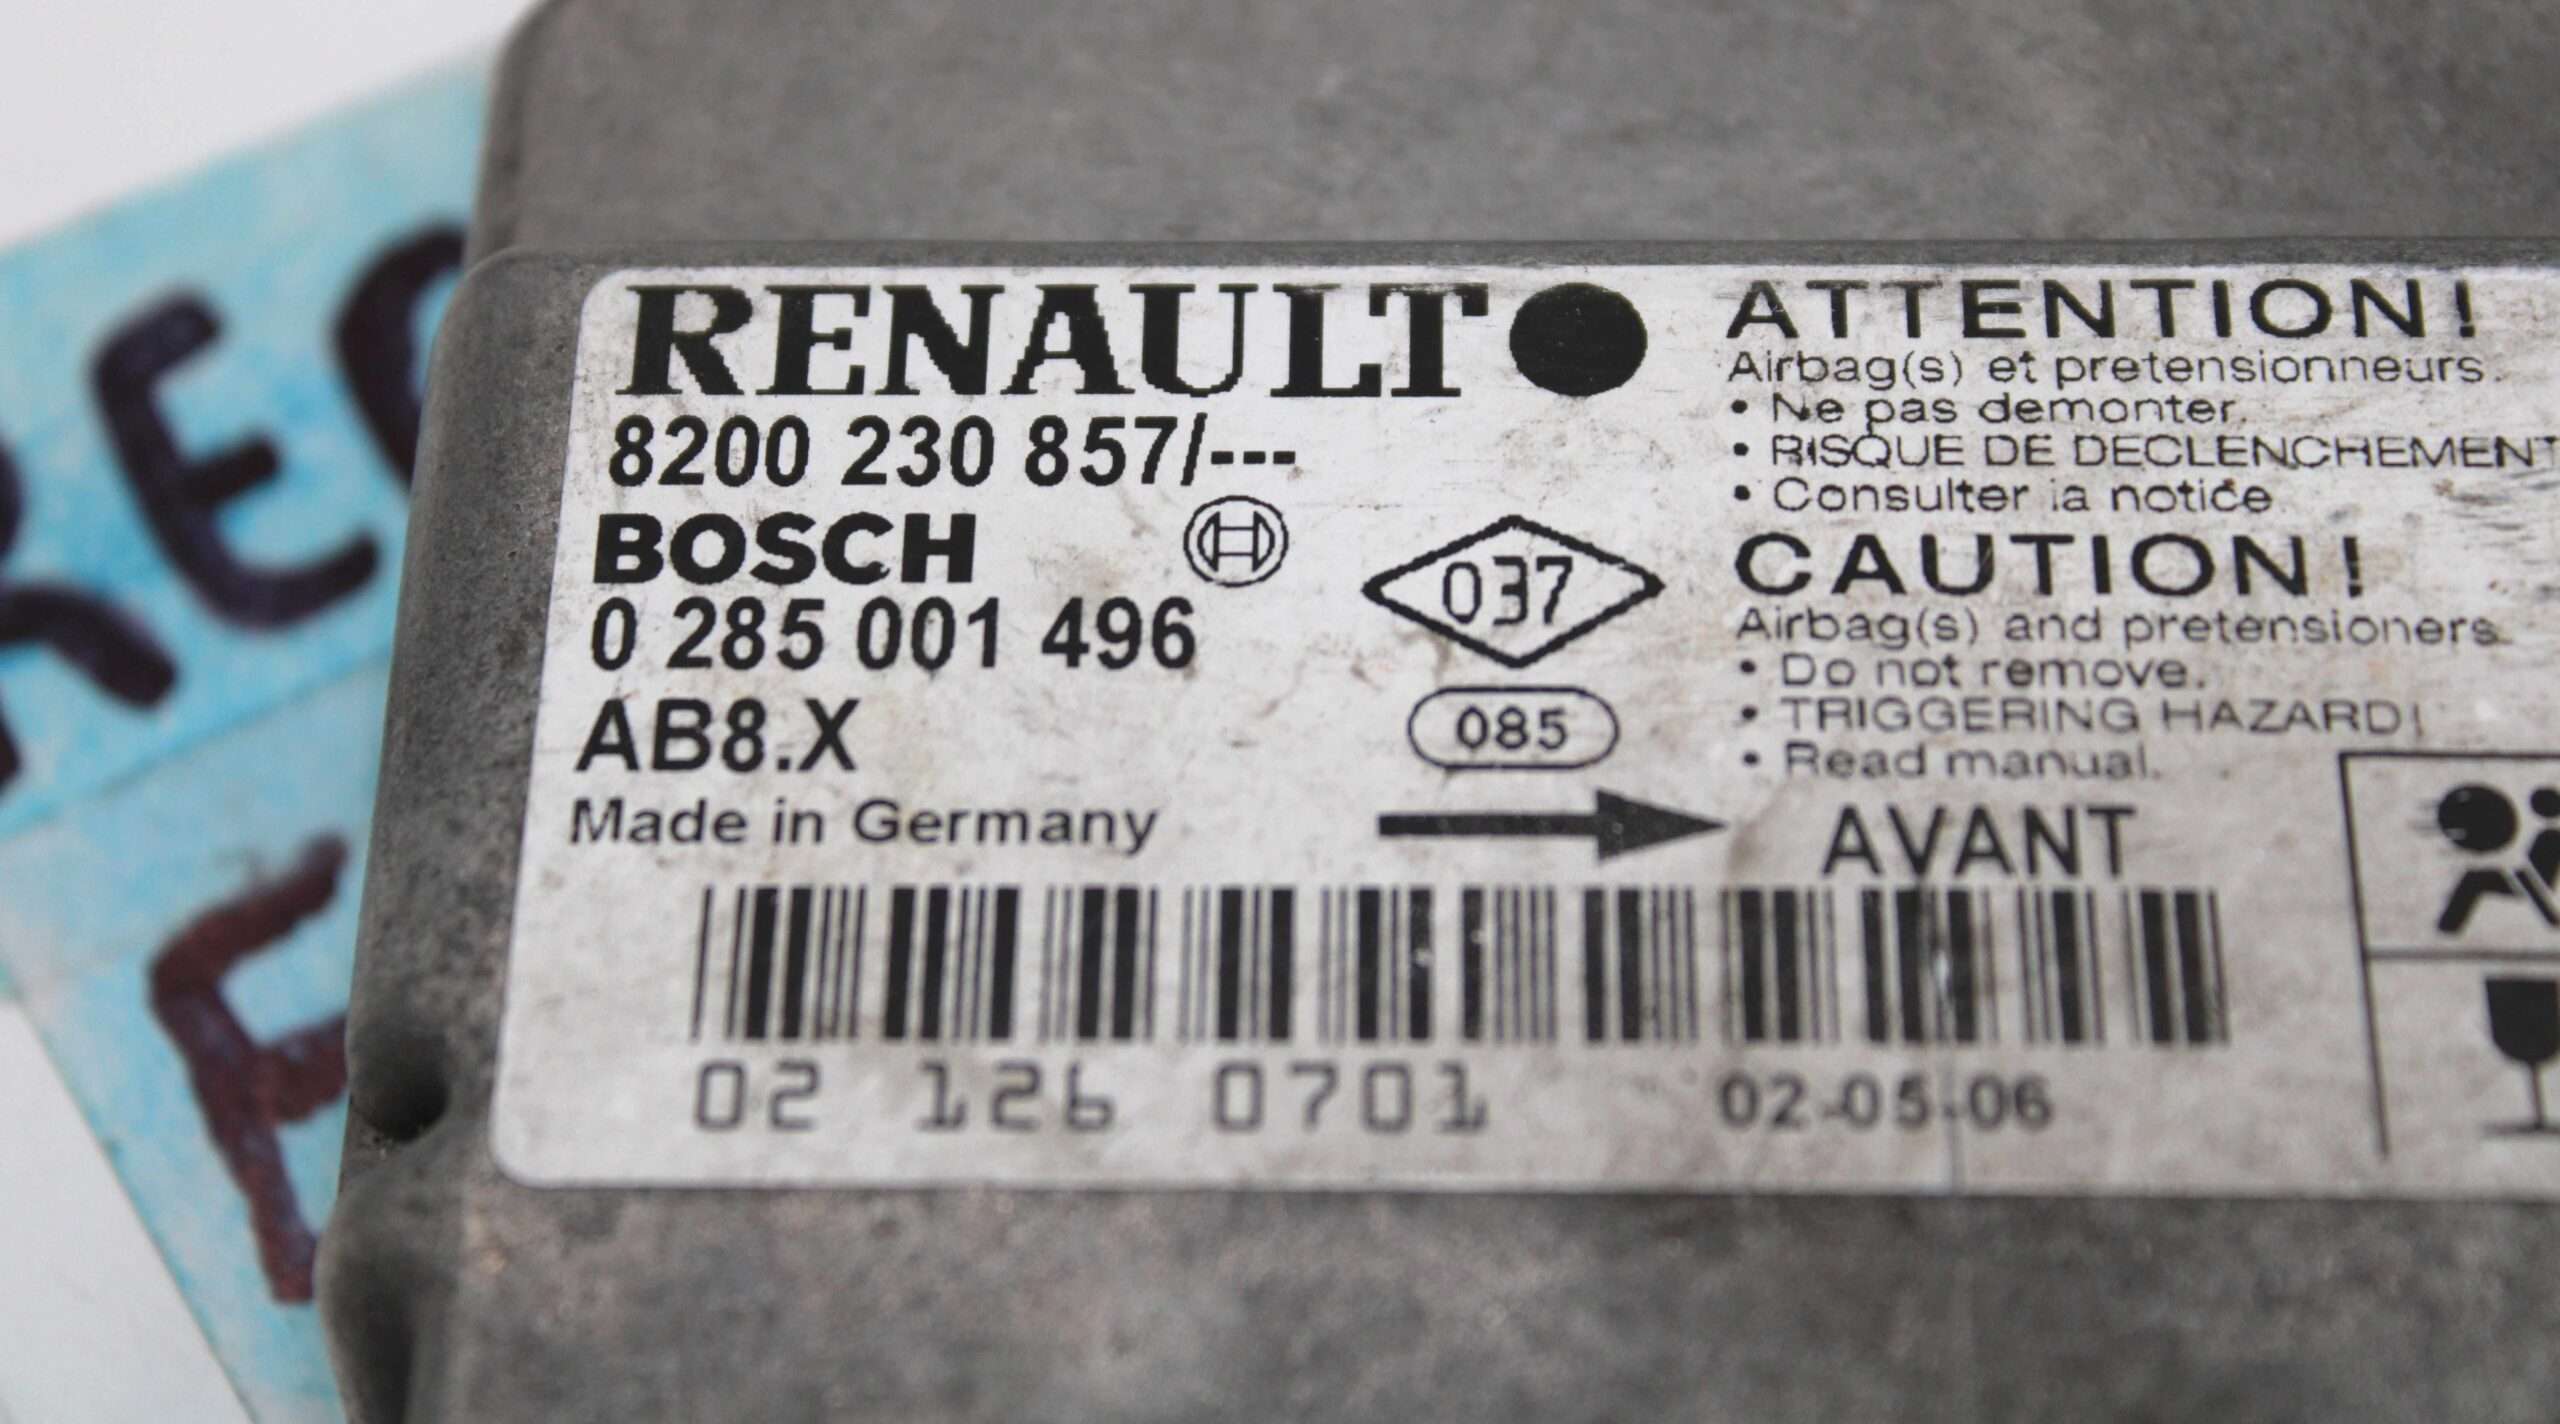 RENAULT
8200 230 857/---
BOSCH
0 285 001 496
AB8.X
Made in Germany
037
085
ATTENTION!
Airbag(s) et pretensionneurs.
• Ne pas demonter.
• RISQUE DE DECLENCHEMENT
• Consulter la notice
CAUTION!
Airbag(s) and pretensioners.
• Do not remove.
• TRIGGERING HAZARD!
• Read manual.
AVANT
02 126 0701
02-05-06